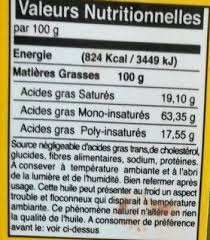 Valeurs Nutritionnelles
par 100 g
Energie (824 Kcal / 3449 kJ)
Matières Grasses 100 g
Acides gras Saturés 19,10 g
Acides gras Mono-insaturés 63,35 g
Acides gras Poly-insaturés 17,55 g
Source négligeable d'acides gras trans, de cholestérol,
glucides, fibres alimentaires, sodium, protéines.
A conserver à température ambiante et à l'abri
de la lumière et de l'humidité. Bien refermer après
usage. Cette huile peut présenter au froid un aspect
trouble et floconneux qui disparait à température
ambiante. Ce phénomène naturel n'altère en rien
la qualité de l'huile. A consommer de préférence
avant le: voir ci-dessus